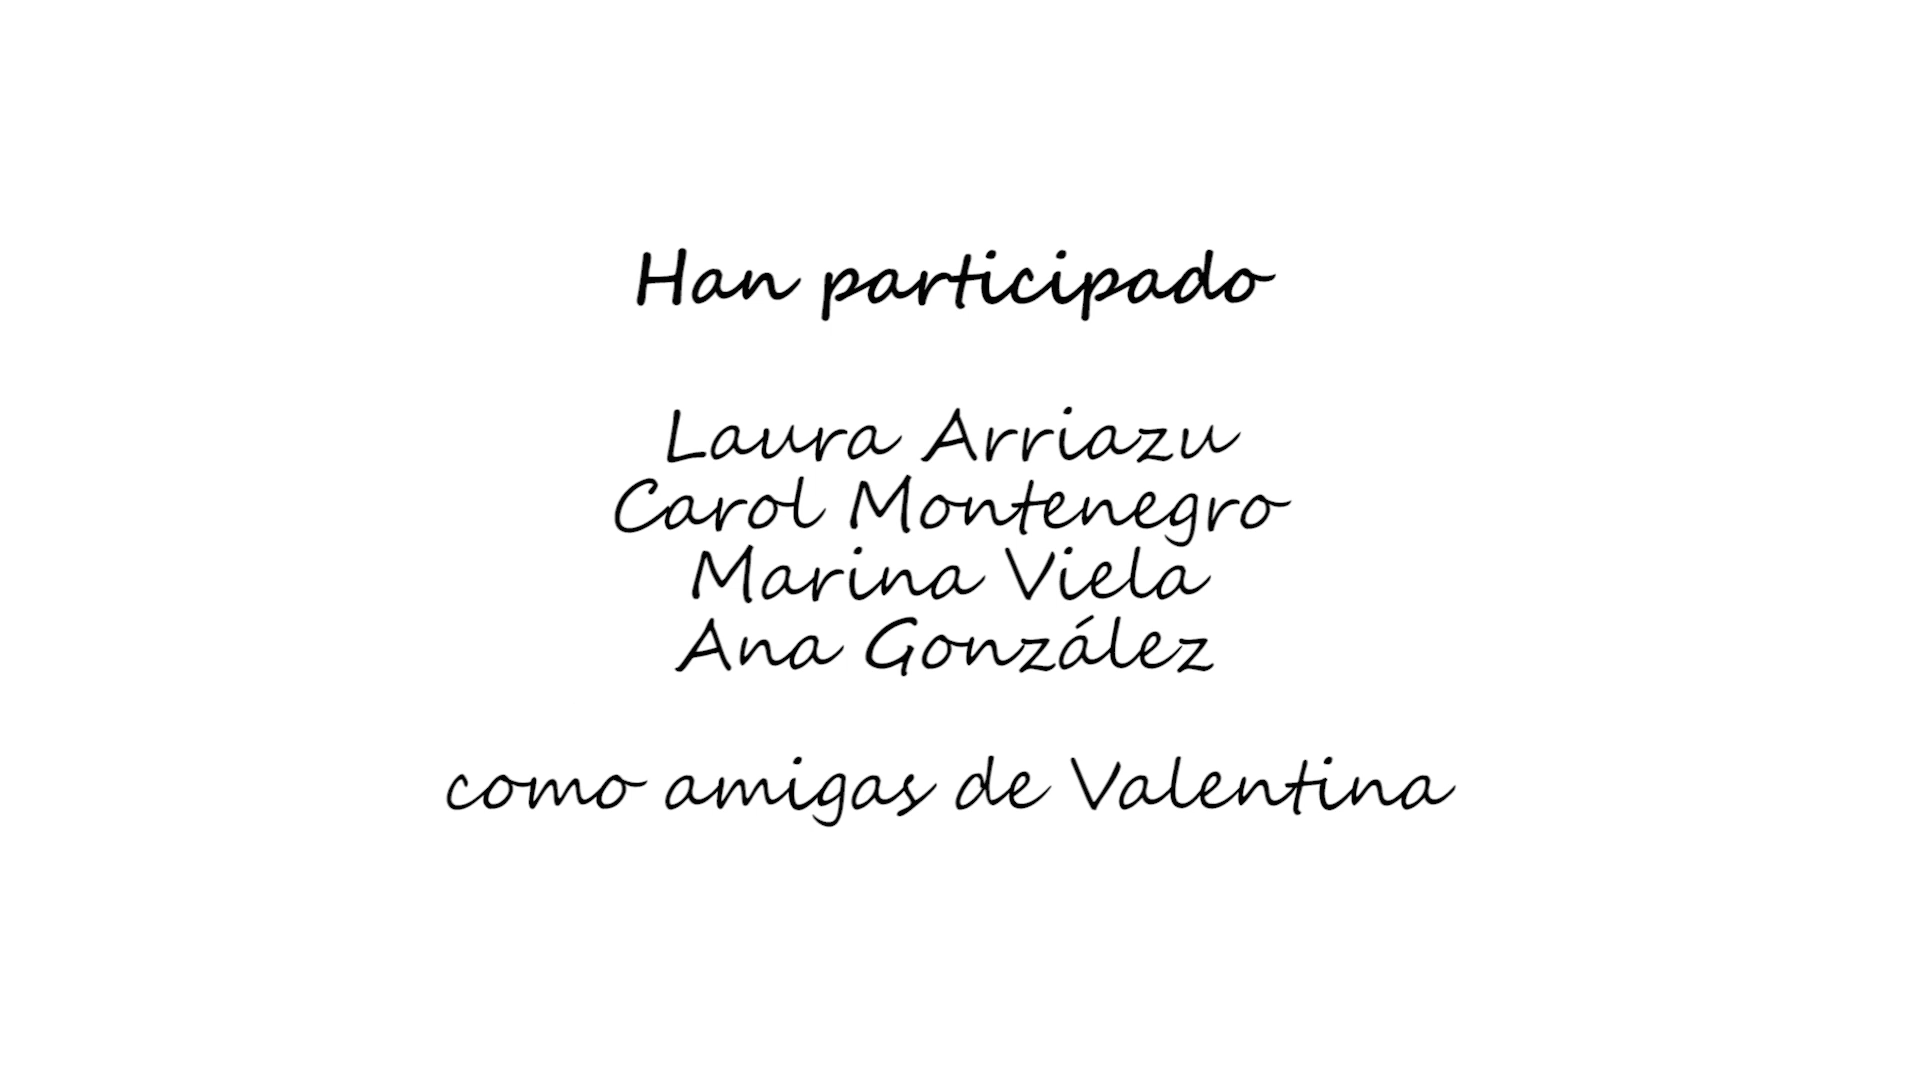 Han participado
Laura Arriazu
Carol Montenegro
Marina Viela
Ana González
como amigas de Valentina